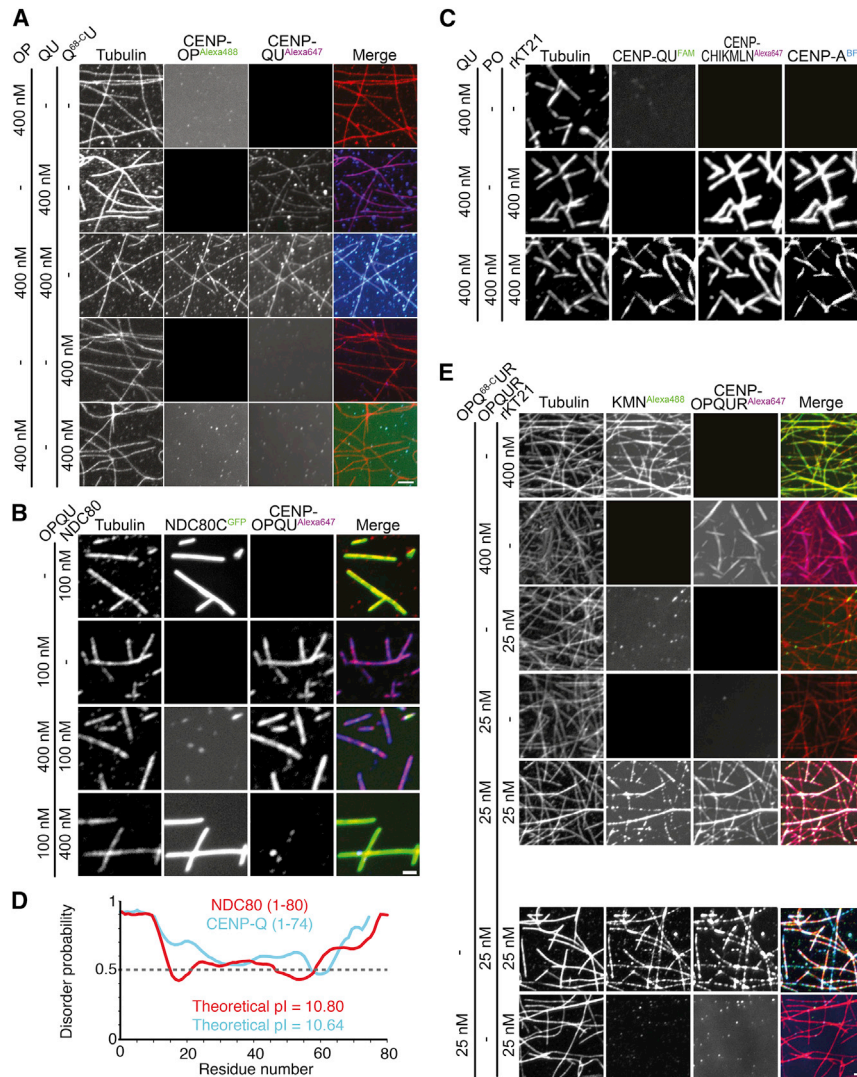 A
OP
QU
Q68-CU
Tubulin
CENP-OPAlexa488
CENP-QUAlexa647
Merge
400 nM - -
- 400 nM -
400 nM 400 nM -
- - 400 nM
400 nM - 400 nM
B
OPQU
NDC80
Tubulin
NDC80CGFP
CENP-OPQUAlexa647
Merge
- 100 nM
100 nM -
400 nM 100 nM
100 nM 400 nM
D
Disorder probability
1
0.5
0
NDC80 (1-80)
CENP-Q (1-74)
Theoretical pI = 10.80
Theoretical pI = 10.64
0 20 40 60 80
Residue number
C
QU
PO
rKT21
Tubulin
CENP-QUFAM
CENP-CHIKMLNAlexa647
CENP-ABF
400 nM - -
400 nM - 400 nM
400 nM 400 nM 400 nM
E
OPQ68-CUR
OPQUR
rKT21
Tubulin
KMNAlexa488
CENP-OPQURAlexa647
Merge
- 400 nM
400 nM -
- 25 nM
25 nM -
25 nM 25 nM
- 25 nM 25 nM
25 nM - 25 nM